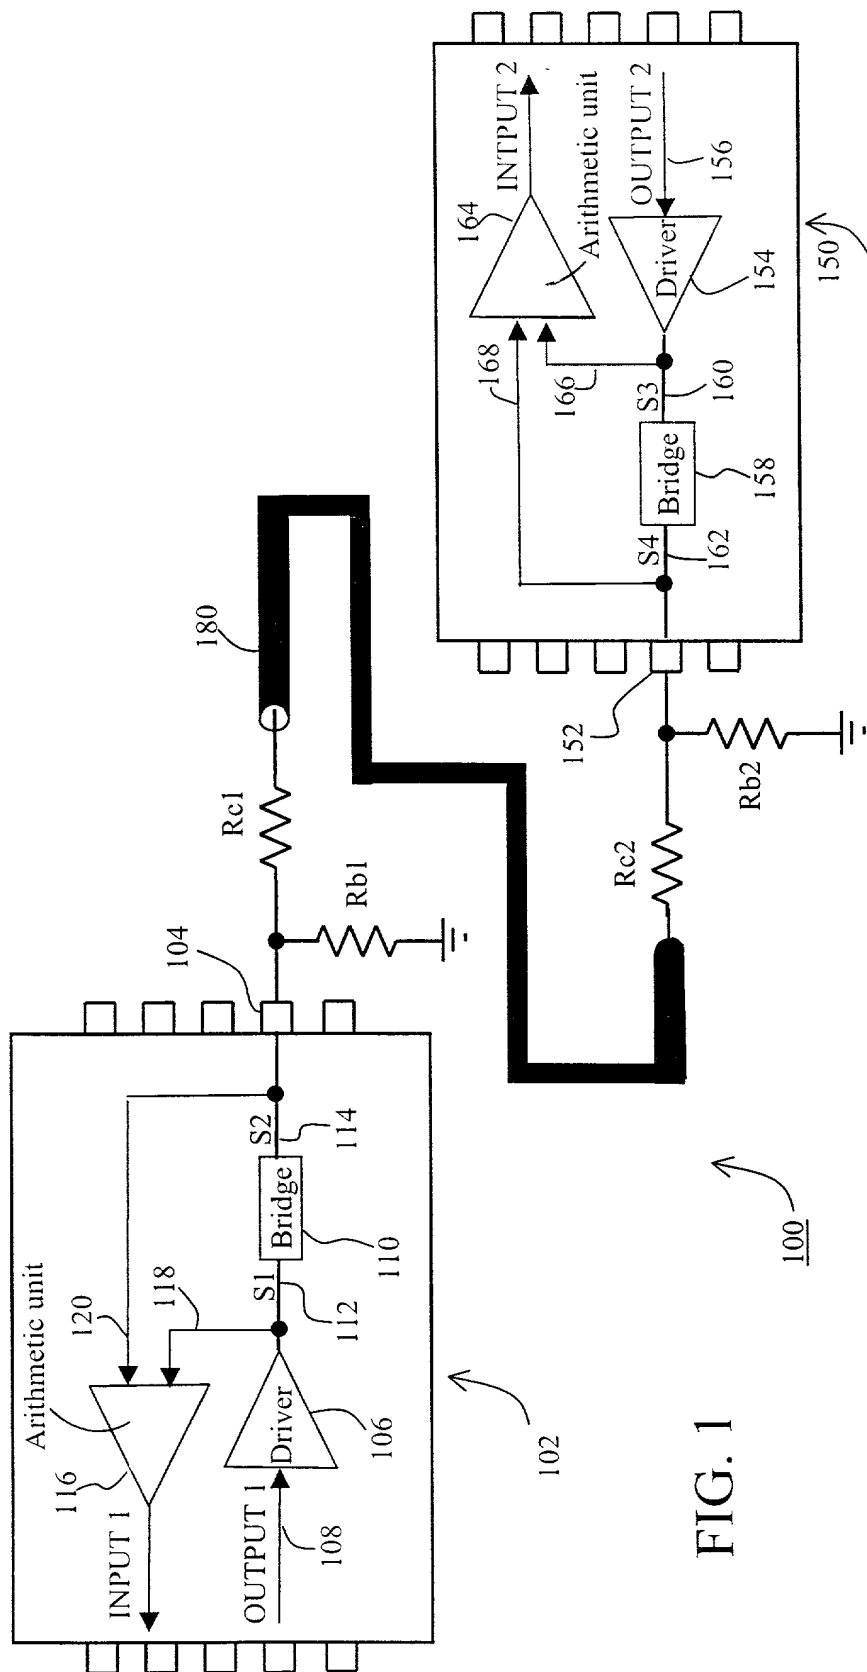 INPUT 1
116
Arithmetic unit
120
118
OUTPUT 1
108
Driver
106
S1
112
Bridge
110
S2
114
104
102
Rb1
Rc1
180
INTPUT 2
164
Arithmetic unit
168
166
OUTPUT 2
156
Driver
154
S3
160
Bridge
158
S4
162
150
152
Rb2
Rc2
100
FIG. 1